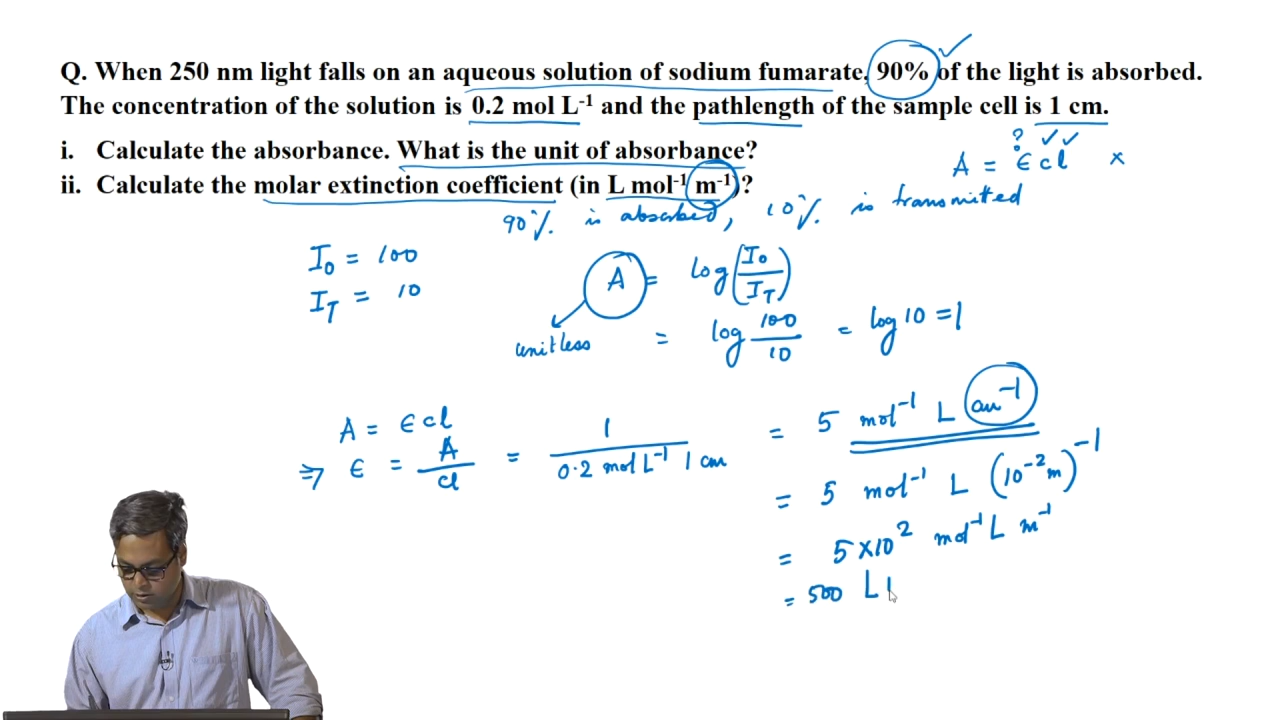 Q. When 250 nm light falls on an aqueous solution of sodium fumarate, 90% of the light is absorbed.
The concentration of the solution is 0.2 mol L⁻¹ and the pathlength of the sample cell is 1 cm.
i. Calculate the absorbance. What is the unit of absorbance?
ii. Calculate the molar extinction coefficient (in L mol⁻¹ m⁻¹)?
? ✓✓
A = ϵcl ×
90% is absorbed, 10% is transmitted
I₀ = 100
I_T = 10
A = log(I₀/I_T)
unitless
= log 100/10 = log 10 = 1
A = ϵcl
⇒ ϵ = A/cl = 1/0.2 mol L⁻¹ 1 cm = 5 mol⁻¹ L cm⁻¹
= 5 mol⁻¹ L (10⁻² m)⁻¹
= 5×10² mol⁻¹ L m⁻¹
= 500 L